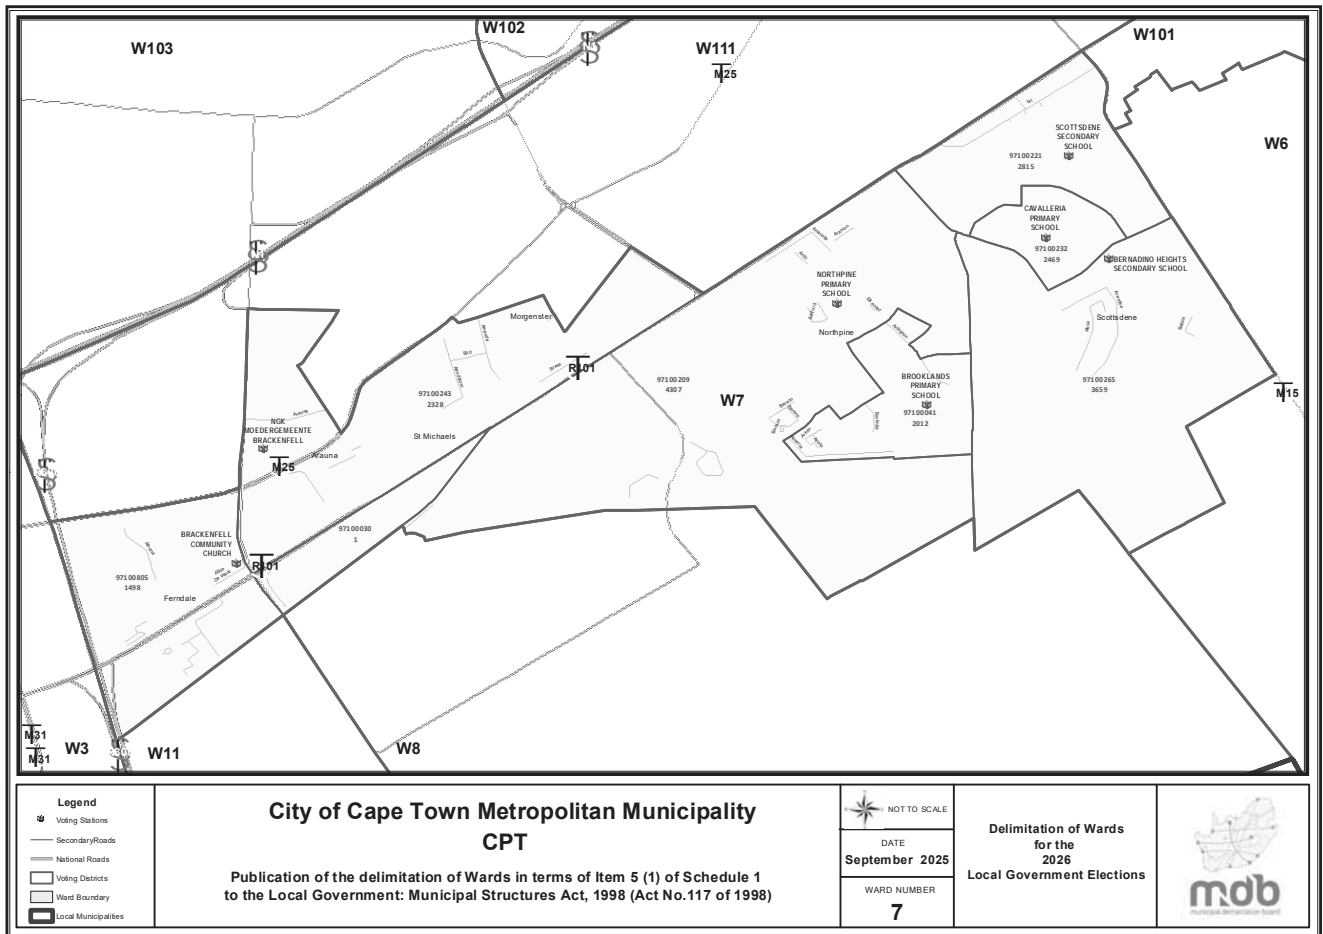 W103
W102
W111
M25
W101
W6
SCOTTSDENE
SECONDARY
SCHOOL
97100221
2815
CAVALLERIA
PRIMARY
SCHOOL
97100232
2469
BERNADINO HEIGHTS
SECONDARY SCHOOL
NORTHPINE
PRIMARY
SCHOOL
Northpine
Scottsdene
Morgenster
R101
97100209
4307
W7
BROOKLANDS
PRIMARY
SCHOOL
97100041
2012
97100265
3659
M15
97100243
2328
NGK
MOEDERGEMEENTE
BRACKENFELL
St Michaels
Arauna
M25
97100030
1
BRACKENFELL
COMMUNITY
CHURCH
R101
97100805
1498
Ferndale
M31
M31
W3
W11
W8
Legend
Voting Stations
SecondaryRoads
National Roads
Voting Districts
Ward Boundary
Local Municipalities
City of Cape Town Metropolitan Municipality
CPT
Publication of the delimitation of Wards in terms of Item 5 (1) of Schedule 1
to the Local Government: Municipal Structures Act, 1998 (Act No.117 of 1998)
NOT TO SCALE
DATE
September 2025
WARD NUMBER
7
Delimitation of Wards
for the
2026
Local Government Elections
mdb
municipal demarcation board